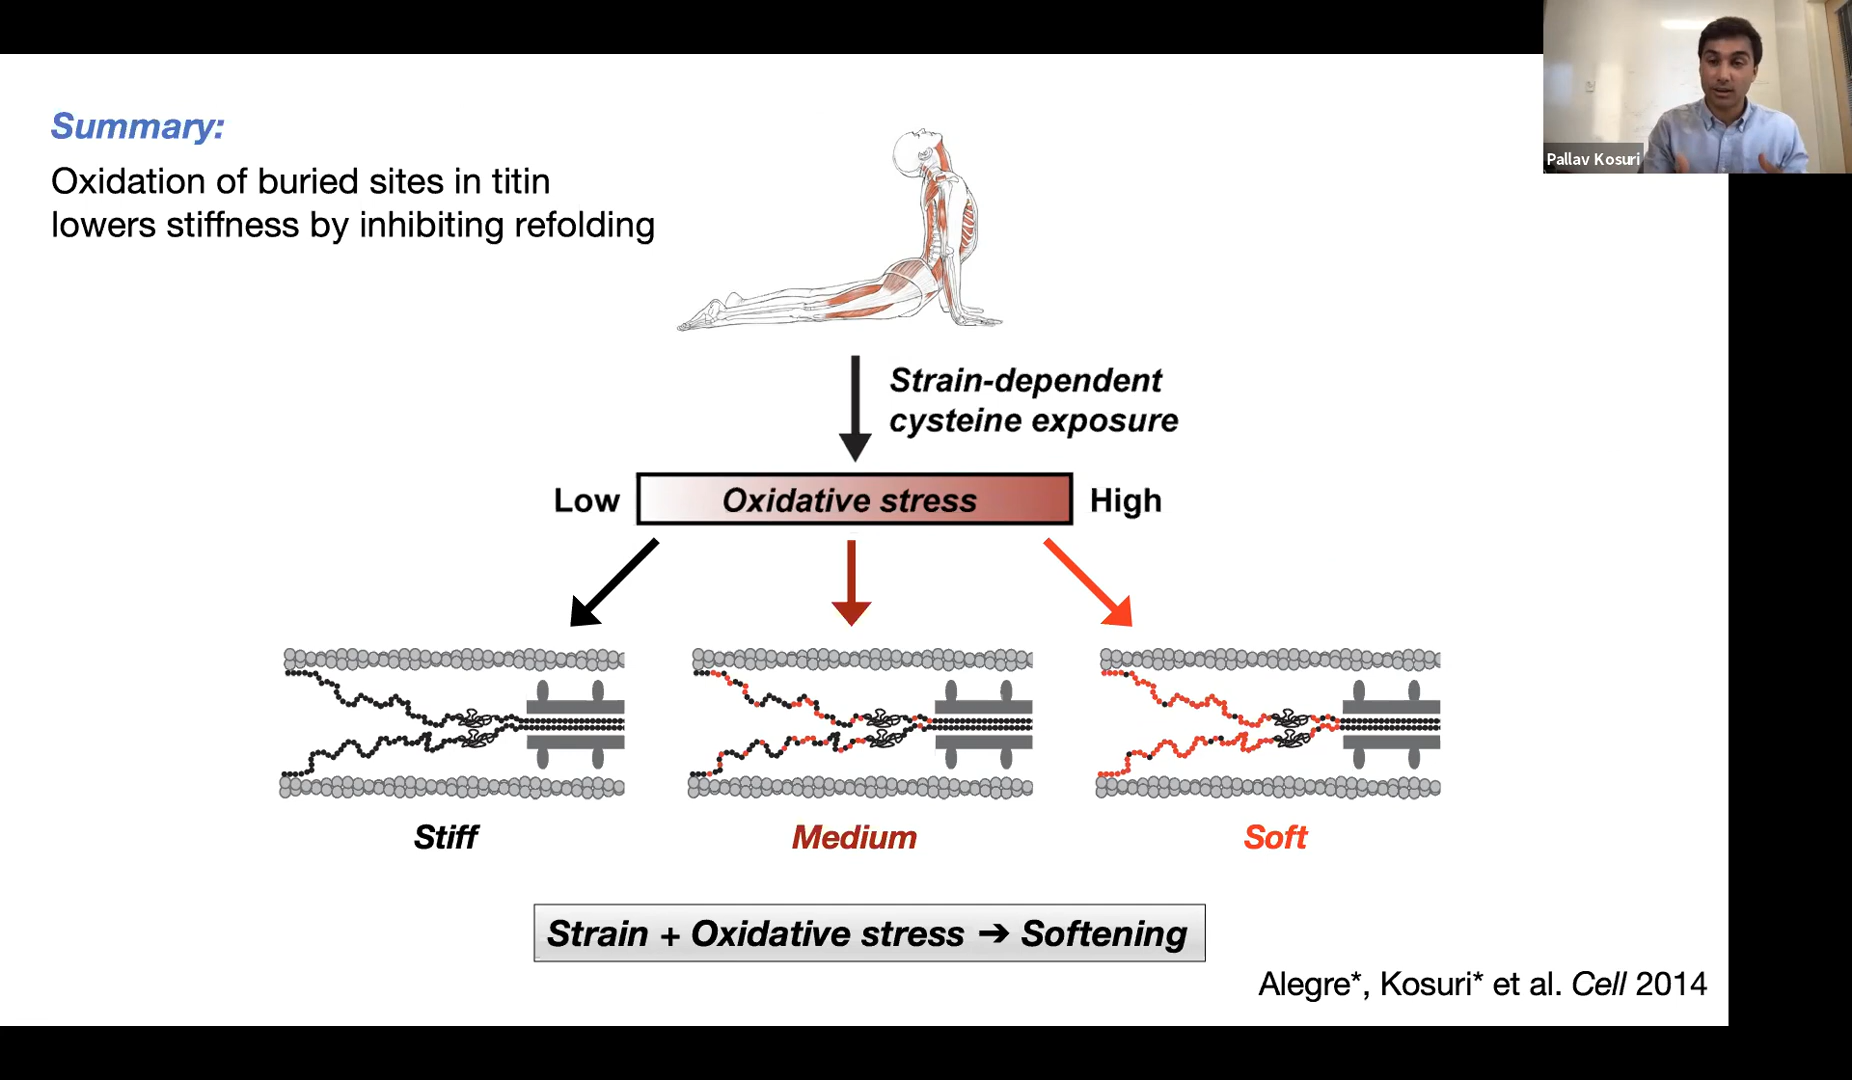 Pallav Kosuri
Summary:
Oxidation of buried sites in titin
lowers stiffness by inhibiting refolding
Strain-dependent
cysteine exposure
Low
Oxidative stress
High
Stiff
Medium
Soft
Strain + Oxidative stress ➔ Softening
Alegre*, Kosuri* et al. Cell 2014